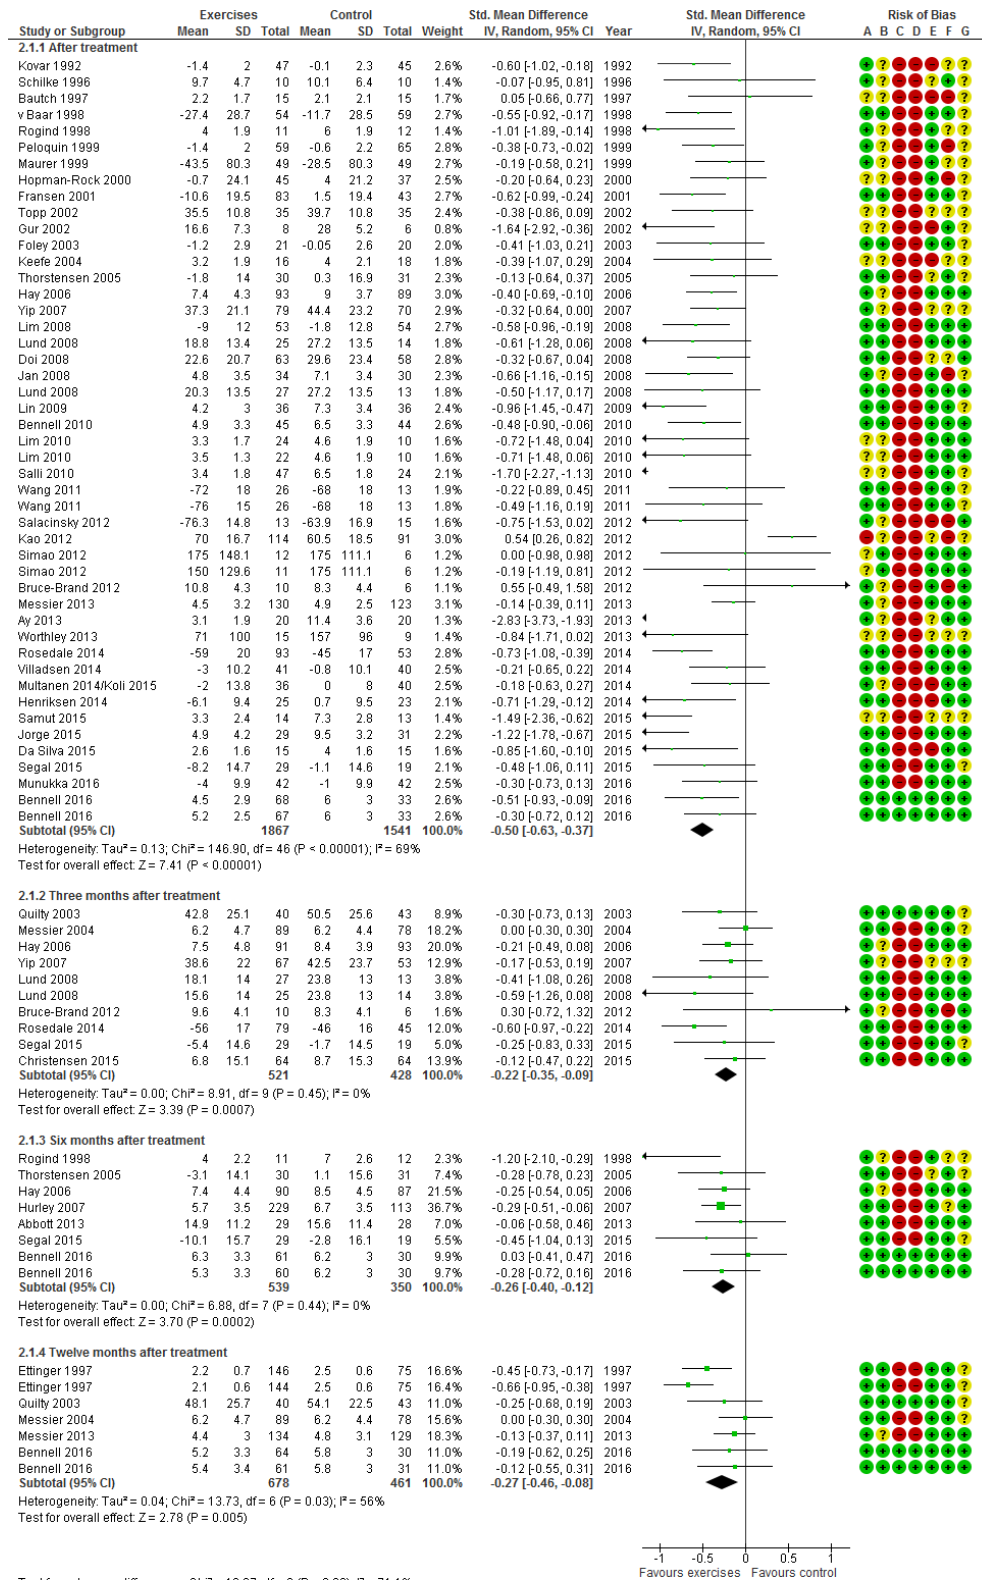 Exercises Control Std. Mean Difference Std. Mean Difference Risk of Bias
Study or Subgroup Mean SD Total Mean SD Total Weight IV, Random, 95% CI Year IV, Random, 95% CI A B C D E F G
2.1.1 After treatment
Kovar 1992 -1.4 2 47 -0.1 2.3 45 2.6% -0.60 [-1.02, -0.18] 1992
Schilke 1996 9.7 4.7 10 10.1 6.4 10 1.4% -0.07 [-0.95, 0.81] 1996
Bautch 1997 2.2 1.7 15 2.1 2.1 15 1.8% 0.05 [-0.66, 0.77] 1997
v Baar 1998 -27.4 28.7 54 -11.7 28.5 59 2.8% -0.55 [-0.92, -0.17] 1998
Rogind 1998 4 1.9 11 6 1.9 12 1.4% -1.01 [-1.89, -0.14] 1998
Peloquin 1999 -1.4 2 59 -0.6 2.2 65 2.8% -0.38 [-0.73, -0.02] 1999
Maurer 1999 -43.5 80.3 49 -28.5 80.3 49 2.7% -0.19 [-0.58, 0.21] 1999
Hopman-Rock 2000 -0.7 24.1 45 4 21.2 37 2.6% -0.20 [-0.64, 0.23] 2000
Fransen 2001 -10.6 19.5 83 1.5 19.4 43 2.8% -0.62 [-0.99, -0.24] 2001
Topp 2002 35.5 10.8 35 39.7 10.8 35 2.5% -0.38 [-0.86, 0.09] 2002
Gur 2002 16.6 7.3 8 28 5.2 6 0.8% -1.64 [-2.92, -0.36] 2002
Foley 2003 -1.2 2.9 21 -0.05 2.6 20 2.1% -0.41 [-1.03, 0.21] 2003
Keefe 2004 3.2 1.9 16 4 2.1 18 1.9% -0.39 [-1.07, 0.29] 2004
Thorstensen 2005 -1.8 14 30 0.3 16.9 31 2.4% -0.13 [-0.64, 0.37] 2005
Hay 2006 7.4 4.3 93 9 3.7 89 3.0% -0.40 [-0.69, -0.10] 2006
Yip 2007 37.3 21.1 79 44.4 23.2 70 2.9% -0.32 [-0.64, 0.00] 2007
Lim 2008 -9 12 53 -1.8 12.8 54 2.7% -0.58 [-0.96, -0.19] 2008
Lund 2008 18.8 13.4 25 27.2 13.5 14 1.9% -0.61 [-1.28, 0.06] 2008
Doi 2008 22.6 20.7 63 29.6 23.4 58 2.8% -0.32 [-0.67, 0.04] 2008
Jan 2008 4.8 3.5 34 7.1 3.4 30 2.4% -0.66 [-1.16, -0.15] 2008
Lund 2008 20.3 13.5 27 27.2 13.5 13 1.9% -0.50 [-1.17, 0.17] 2008
Lin 2009 4.2 3 36 7.3 3.4 36 2.4% -0.96 [-1.45, -0.47] 2009
Bennell 2010 4.9 3.3 45 6.5 3.3 44 2.6% -0.48 [-0.90, -0.06] 2010
Lim 2010 3.3 1.7 24 4.6 1.9 10 1.7% -0.72 [-1.48, 0.04] 2010
Lim 2010 3.5 1.3 22 4.6 1.9 10 1.7% -0.71 [-1.48, 0.06] 2010
Salli 2010 3.4 1.8 47 6.5 1.8 24 2.2% -1.70 [-2.27, -1.13] 2010
Wang 2011 -72 18 26 -68 18 13 1.9% -0.22 [-0.89, 0.45] 2011
Wang 2011 -76 15 26 -68 18 13 1.9% -0.49 [-1.16, 0.19] 2011
Salacinsky 2012 -76.3 14.8 13 -63.9 16.9 15 1.6% -0.75 [-1.53, 0.02] 2012
Kao 2012 70 16.7 114 60.5 18.5 91 3.0% 0.54 [0.26, 0.82] 2012
Simao 2012 175 148.1 12 175 111.1 6 1.2% 0.00 [-0.98, 0.98] 2012
Simao 2012 150 129.6 11 175 111.1 6 1.2% -0.19 [-1.19, 0.81] 2012
Bruce-Brand 2012 10.8 4.3 10 8.3 4.4 6 1.1% 0.55 [-0.49, 1.58] 2012
Messier 2013 4.5 3.2 130 4.9 2.5 123 3.1% -0.14 [-0.39, 0.11] 2013
Ay 2013 3.1 1.9 20 11.4 3.6 20 1.3% -2.83 [-3.73, -1.93] 2013
Worthley 2013 71 100 15 157 96 9 1.4% -0.84 [-1.71, 0.02] 2013
Rosedale 2014 -59 20 93 -45 17 53 2.8% -0.73 [-1.08, -0.39] 2014
Villadsen 2014 -3 10.2 41 -0.8 10.1 40 2.6% -0.21 [-0.65, 0.22] 2014
Multanen 2014/Koli 2015 -2 13.8 36 0 8 40 2.5% -0.18 [-0.63, 0.27] 2014
Henriksen 2014 -6.1 9.4 25 0.7 9.5 23 2.2% -0.71 [-1.29, -0.12] 2014
Samut 2015 3.3 2.4 14 7.3 2.8 13 1.4% -1.49 [-2.36, -0.62] 2015
Jorge 2015 4.9 4.2 29 9.5 3.2 31 2.2% -1.22 [-1.78, -0.67] 2015
Da Silva 2015 2.6 1.6 15 4 1.6 15 1.7% -0.85 [-1.60, -0.10] 2015
Segal 2015 -8.2 14.7 29 -1.1 14.6 19 2.2% -0.48 [-1.06, 0.11] 2015
Munukka 2016 -4 9.9 42 -1 9.9 42 2.6% -0.30 [-0.73, 0.13] 2016
Bennell 2016 4.5 2.9 68 6 3 33 2.6% -0.51 [-0.93, -0.09] 2016
Bennell 2016 5.2 2.5 67 6 3 33 2.6% -0.30 [-0.72, 0.12] 2016
Subtotal (95% CI) 1867 1541 100.0% -0.50 [-0.63, -0.37]
Heterogeneity: Tau² = 0.13; Chi² = 146.90, df = 46 (P < 0.00001); I² = 69%
Test for overall effect: Z = 7.41 (P < 0.00001)
2.1.2 Three months after treatment
Quilty 2003 42.8 25.1 40 50.5 25.6 43 8.9% -0.30 [-0.73, 0.13] 2003
Messier 2004 6.2 4.7 89 6.2 4.4 78 18.2% 0.00 [-0.30, 0.30] 2004
Hay 2006 7.5 4.8 91 8.4 3.9 93 20.0% -0.21 [-0.49, 0.08] 2006
Yip 2007 38.6 22 67 42.5 23.7 53 12.9% -0.17 [-0.53, 0.19] 2007
Lund 2008 18.1 14 27 23.8 13 13 3.8% -0.41 [-1.08, 0.26] 2008
Lund 2008 15.6 14 25 23.8 13 14 3.8% -0.59 [-1.26, 0.08] 2008
Bruce-Brand 2012 9.6 4.1 10 8.3 4.1 6 1.6% 0.30 [-0.72, 1.32] 2012
Rosedale 2014 -56 17 79 -46 16 45 12.0% -0.60 [-0.97, -0.22] 2014
Segal 2015 -5.4 14.6 29 -1.7 14.5 19 5.0% -0.25 [-0.83, 0.33] 2015
Christensen 2015 6.8 15.1 64 8.7 15.3 64 13.9% -0.12 [-0.47, 0.22] 2015
Subtotal (95% CI) 521 428 100.0% -0.22 [-0.35, -0.09]
Heterogeneity: Tau² = 0.00; Chi² = 8.91, df = 9 (P = 0.45); I² = 0%
Test for overall effect: Z = 3.39 (P = 0.0007)
2.1.3 Six months after treatment
Rogind 1998 4 2.2 11 7 2.6 12 2.3% -1.20 [-2.10, -0.29] 1998
Thorstensen 2005 -3.1 14.1 30 1.1 15.6 31 7.4% -0.28 [-0.78, 0.23] 2005
Hay 2006 7.4 4.4 90 8.5 4.5 87 21.5% -0.25 [-0.54, 0.05] 2006
Hurley 2007 5.7 3.5 229 6.7 3.5 113 36.7% -0.29 [-0.51, -0.06] 2007
Abbott 2013 14.9 11.2 29 15.6 11.4 28 7.0% -0.06 [-0.58, 0.46] 2013
Segal 2015 -10.1 15.7 29 -2.8 16.1 19 5.5% -0.45 [-1.04, 0.13] 2015
Bennell 2016 6.3 3.3 61 6.2 3 30 9.9% 0.03 [-0.41, 0.47] 2016
Bennell 2016 5.3 3.3 60 6.2 3 30 9.7% -0.28 [-0.72, 0.16] 2016
Subtotal (95% CI) 539 350 100.0% -0.26 [-0.40, -0.12]
Heterogeneity: Tau² = 0.00; Chi² = 6.88, df = 7 (P = 0.44); I² = 0%
Test for overall effect: Z = 3.70 (P = 0.0002)
2.1.4 Twelve months after treatment
Ettinger 1997 2.2 0.7 146 2.5 0.6 75 16.6% -0.45 [-0.73, -0.17] 1997
Ettinger 1997 2.1 0.6 144 2.5 0.6 75 16.4% -0.66 [-0.95, -0.38] 1997
Quilty 2003 48.1 25.7 40 54.1 22.5 43 11.0% -0.25 [-0.68, 0.19] 2003
Messier 2004 6.2 4.7 89 6.2 4.4 78 15.6% 0.00 [-0.30, 0.30] 2004
Messier 2013 4.4 3 134 4.8 3.1 129 18.3% -0.13 [-0.37, 0.11] 2013
Bennell 2016 5.2 3.3 64 5.8 3 30 11.0% -0.19 [-0.62, 0.25] 2016
Bennell 2016 5.4 3.4 61 5.8 3 31 11.0% -0.12 [-0.55, 0.31] 2016
Subtotal (95% CI) 678 461 100.0% -0.27 [-0.46, -0.08]
Heterogeneity: Tau² = 0.04; Chi² = 13.73, df = 6 (P = 0.03); I² = 56%
Test for overall effect: Z = 2.78 (P = 0.005)
-1 -0.5 0 0.5 1
Favours exercises Favours control